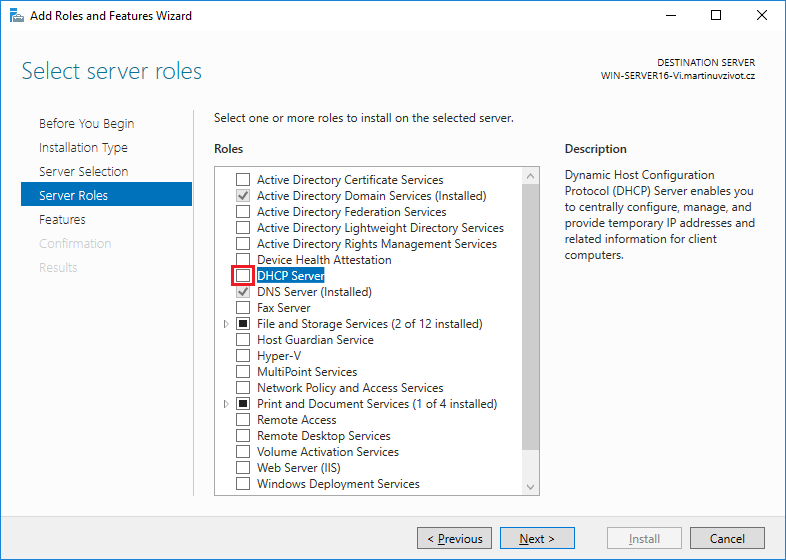 Add Roles and Features Wizard
Select server roles
DESTINATION SERVER
WIN-SERVER16-Vi.martinuvzivot.cz
Before You Begin
Installation Type
Server Selection
Server Roles
Features
Confirmation
Results
Select one or more roles to install on the selected server.
Roles
Active Directory Certificate Services
Active Directory Domain Services (Installed)
Active Directory Federation Services
Active Directory Lightweight Directory Services
Active Directory Rights Management Services
Device Health Attestation
DHCP Server
DNS Server (Installed)
Fax Server
File and Storage Services (2 of 12 installed)
Host Guardian Service
Hyper-V
MultiPoint Services
Network Policy and Access Services
Print and Document Services (1 of 4 installed)
Remote Access
Remote Desktop Services
Volume Activation Services
Web Server (IIS)
Windows Deployment Services
Description
Dynamic Host Configuration
Protocol (DHCP) Server enables you
to centrally configure, manage, and
provide temporary IP addresses and
related information for client
computers.
< Previous
Next >
Install
Cancel